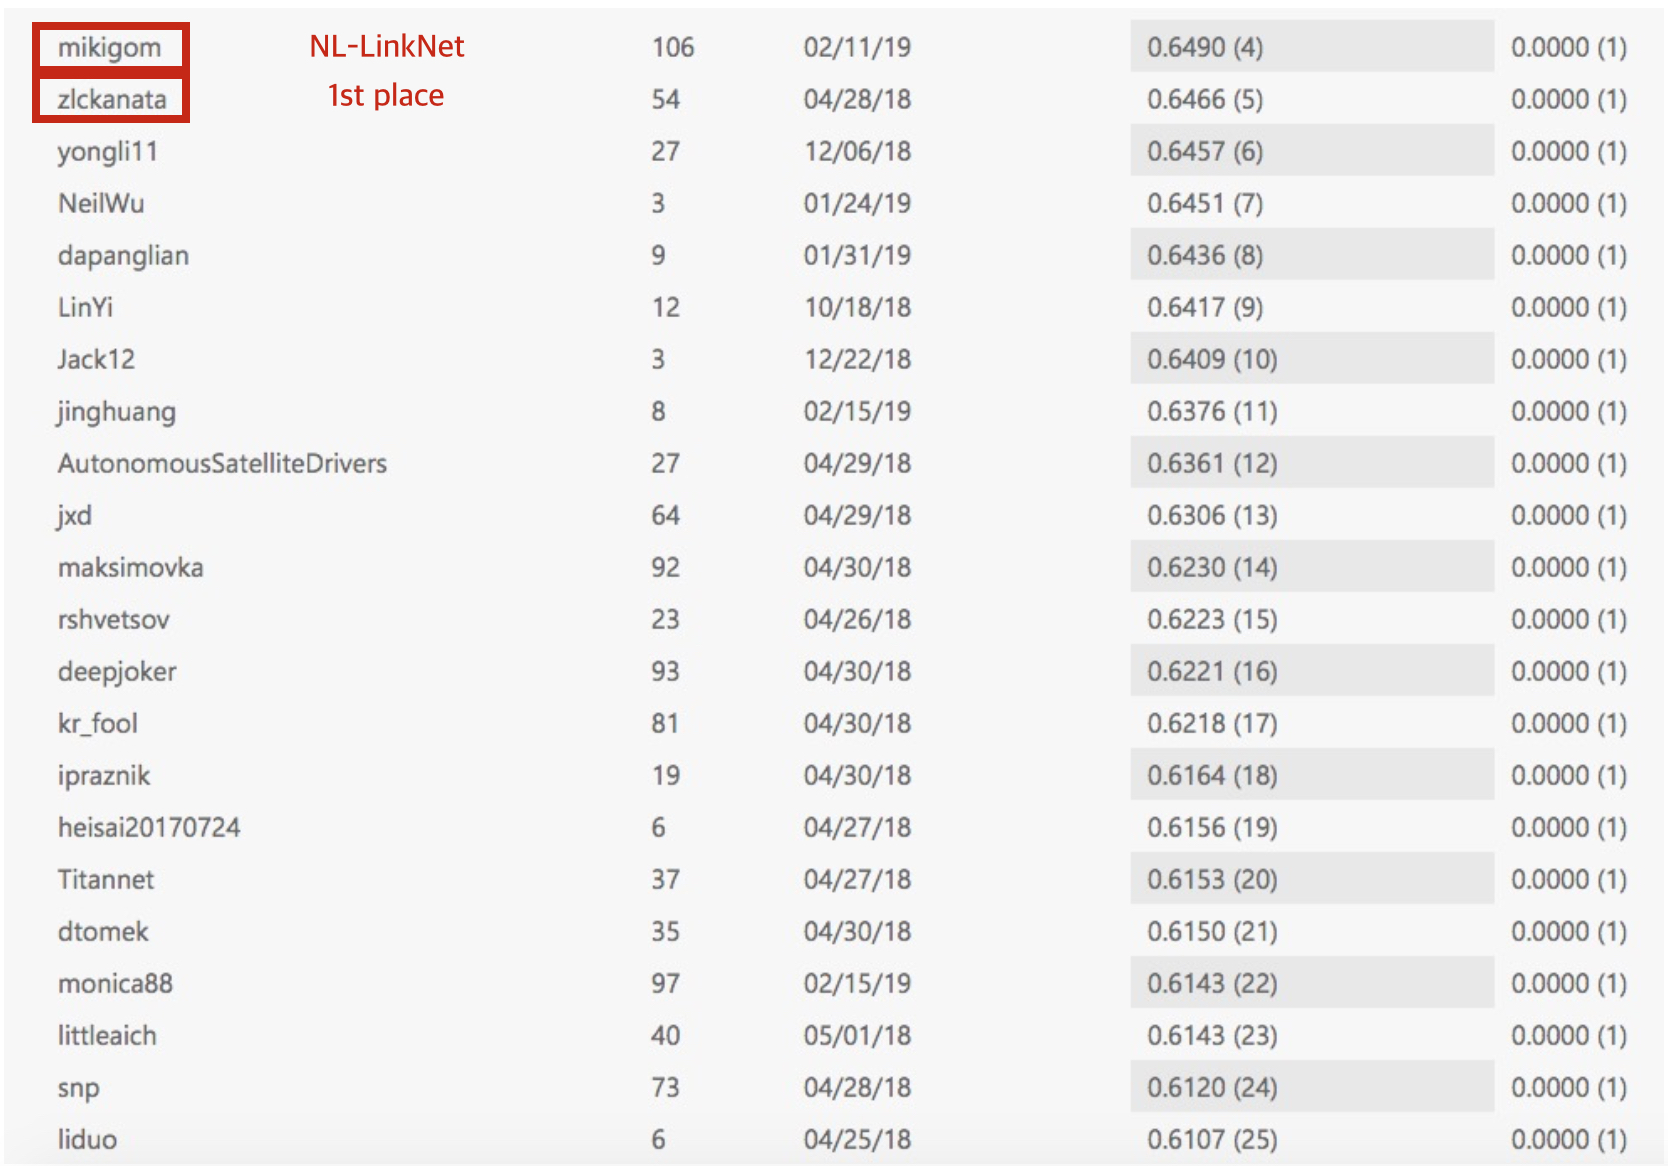 mikigom NL-LinkNet 106 02/11/19 0.6490 (4) 0.0000 (1)
zlckanata 1st place 54 04/28/18 0.6466 (5) 0.0000 (1)
yongli11 27 12/06/18 0.6457 (6) 0.0000 (1)
NeilWu 3 01/24/19 0.6451 (7) 0.0000 (1)
dapanglian 9 01/31/19 0.6436 (8) 0.0000 (1)
LinYi 12 10/18/18 0.6417 (9) 0.0000 (1)
Jack12 3 12/22/18 0.6409 (10) 0.0000 (1)
jinghuang 8 02/15/19 0.6376 (11) 0.0000 (1)
AutonomousSatelliteDrivers 27 04/29/18 0.6361 (12) 0.0000 (1)
jxd 64 04/29/18 0.6306 (13) 0.0000 (1)
maksimovka 92 04/30/18 0.6230 (14) 0.0000 (1)
rshvetsov 23 04/26/18 0.6223 (15) 0.0000 (1)
deepjoker 93 04/30/18 0.6221 (16) 0.0000 (1)
kr_fool 81 04/30/18 0.6218 (17) 0.0000 (1)
ipraznik 19 04/30/18 0.6164 (18) 0.0000 (1)
heisai20170724 6 04/27/18 0.6156 (19) 0.0000 (1)
Titannet 37 04/27/18 0.6153 (20) 0.0000 (1)
dtomek 35 04/30/18 0.6150 (21) 0.0000 (1)
monica88 97 02/15/19 0.6143 (22) 0.0000 (1)
littleaich 40 05/01/18 0.6143 (23) 0.0000 (1)
snp 73 04/28/18 0.6120 (24) 0.0000 (1)
liduo 6 04/25/18 0.6107 (25) 0.0000 (1)